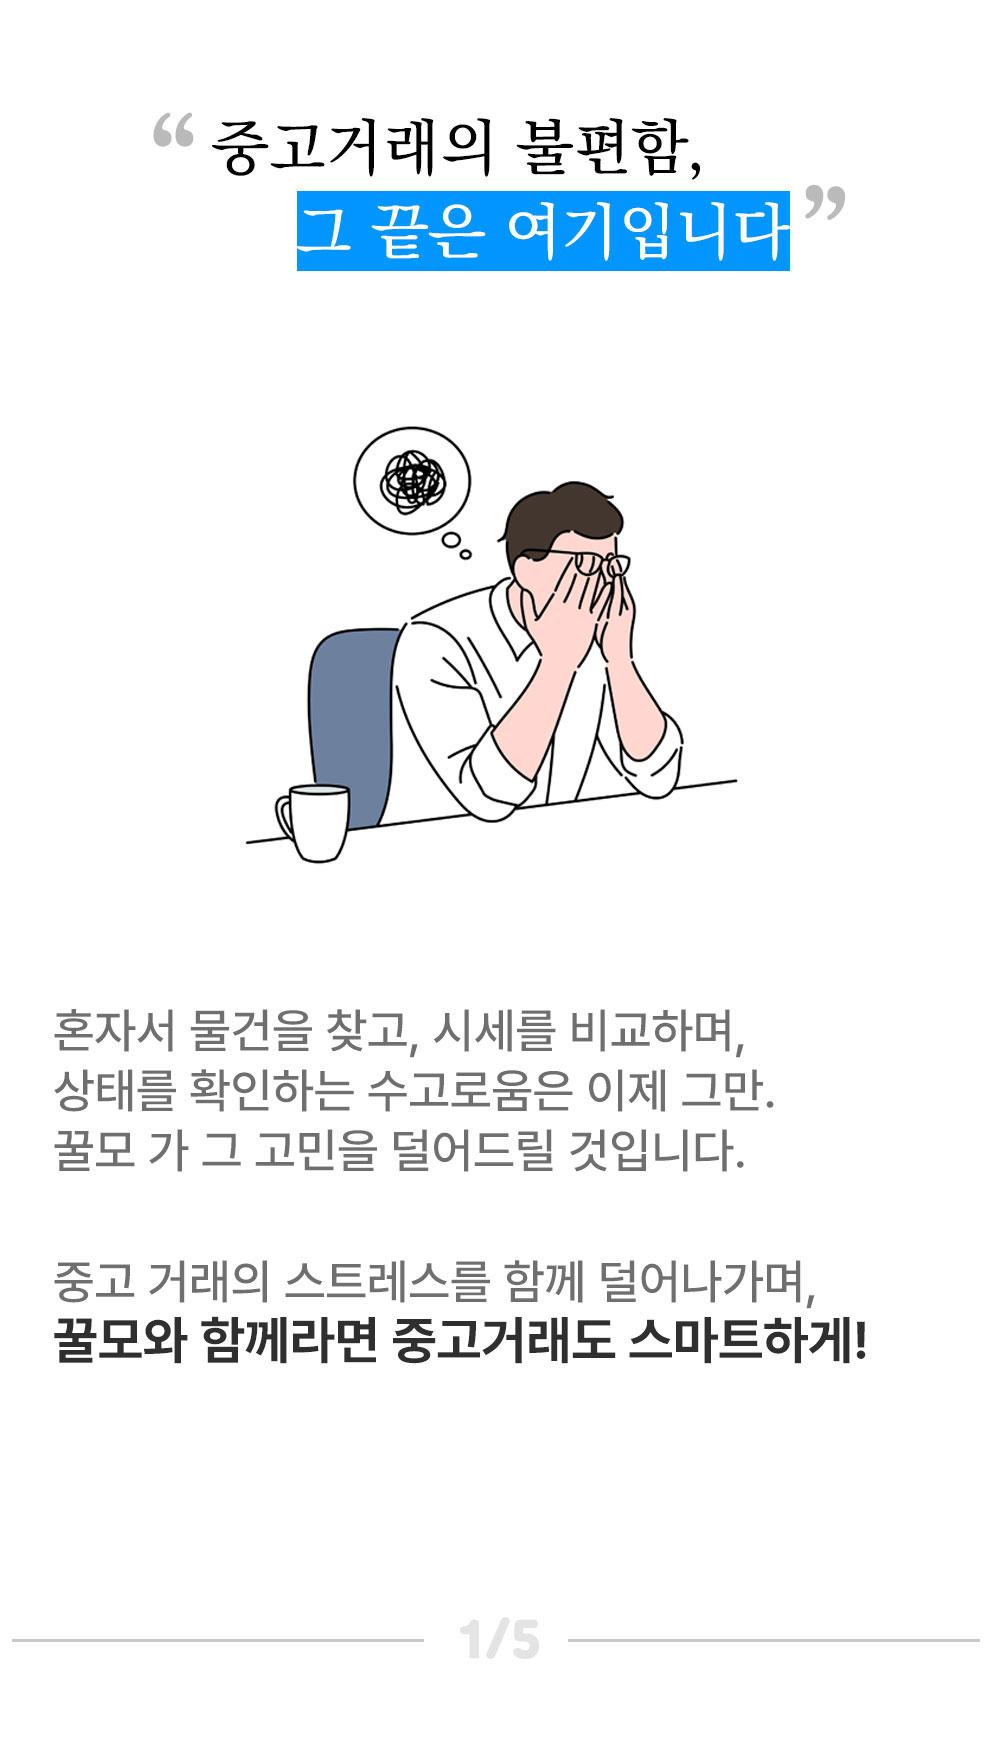 “ 중고거래의 불편함,
그 끝은 여기입니다 ”
혼자서 물건을 찾고, 시세를 비교하며,
상태를 확인하는 수고로움은 이제 그만.
꿀모 가 그 고민을 덜어드릴 것입니다.
중고 거래의 스트레스를 함께 덜어나가며,
꿀모와 함께라면 중고거래도 스마트하게!
1/5